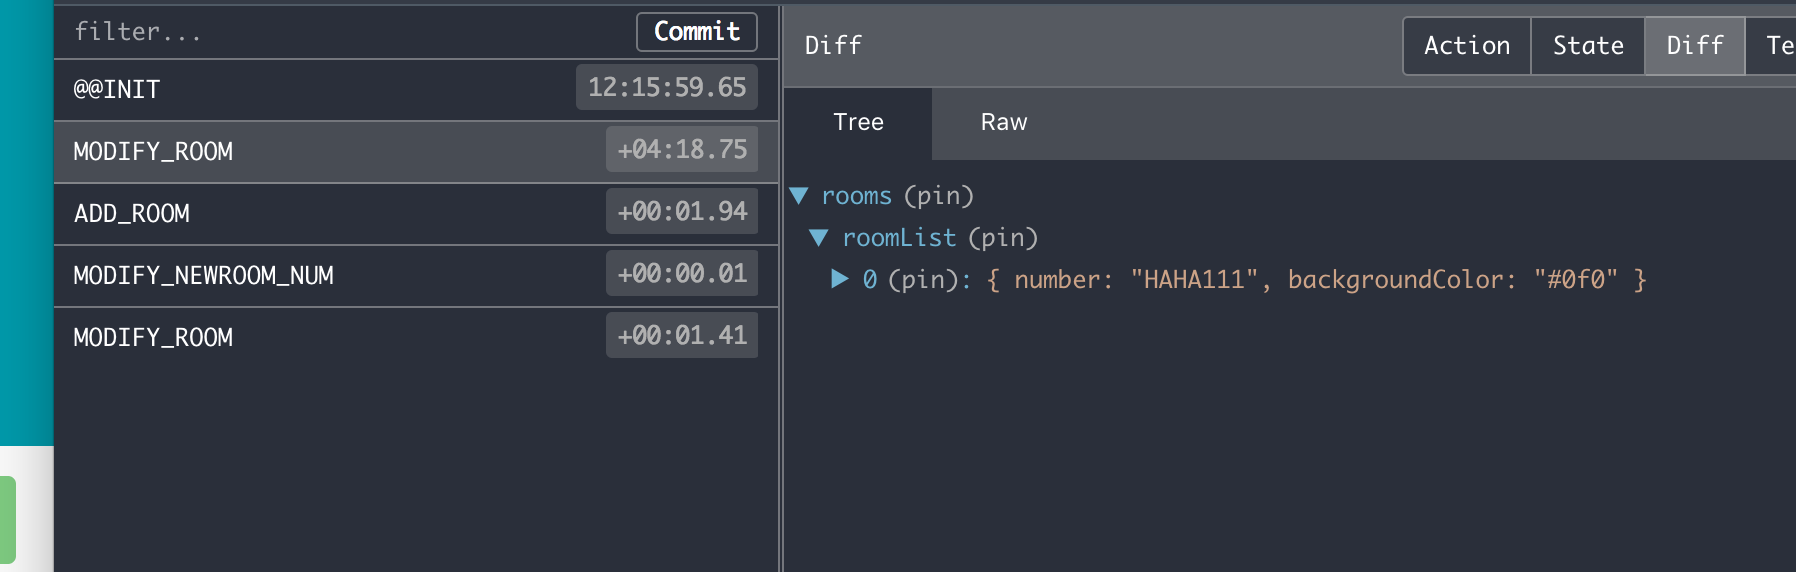 filter... Commit
@@INIT 12:15:59.65
MODIFY_ROOM +04:18.75
ADD_ROOM +00:01.94
MODIFY_NEWROOM_NUM +00:00.01
MODIFY_ROOM +00:01.41
Diff Action State Diff Te
Tree Raw
rooms (pin)
roomList (pin)
0 (pin): { number: "HAHA111", backgroundColor: "#0f0" }